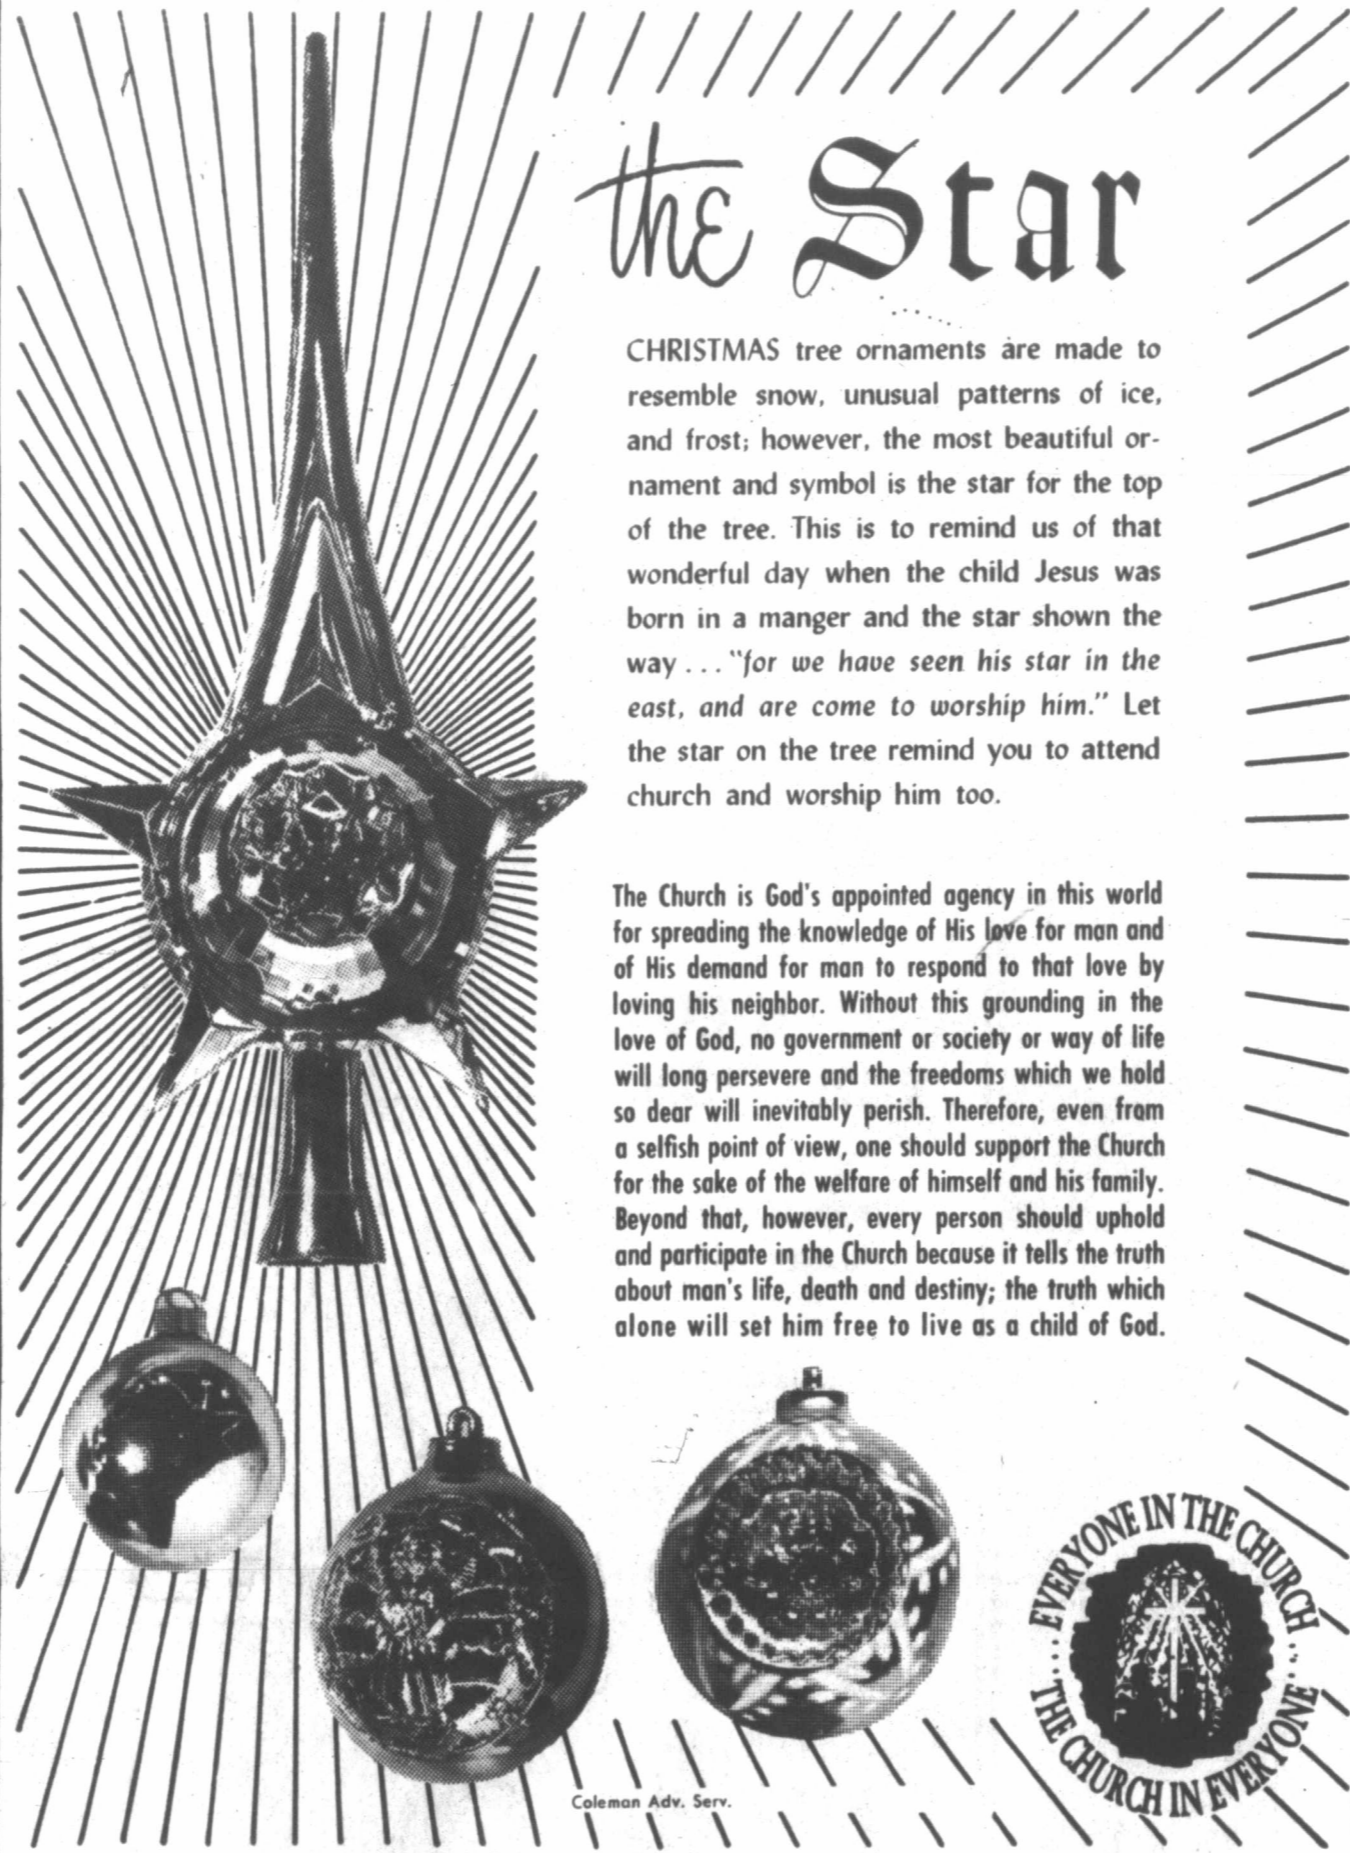 the Star
CHRISTMAS tree ornaments are made to
resemble snow, unusual patterns of ice,
and frost; however, the most beautiful or-
nament and symbol is the star for the top
of the tree. This is to remind us of that
wonderful day when the child Jesus was
born in a manger and the star shown the
way ... "for we have seen his star in the
east, and are come to worship him." Let
the star on the tree remind you to attend
church and worship him too.
The Church is God's appointed agency in this world
for spreading the knowledge of His love for man and
of His demand for man to respond to that love by
loving his neighbor. Without this grounding in the
love of God, no government or society or way of life
will long persevere and the freedoms which we hold
so dear will inevitably perish. Therefore, even from
a selfish point of view, one should support the Church
for the sake of the welfare of himself and his family.
Beyond that, however, every person should uphold
and participate in the Church because it tells the truth
about man's life, death and destiny; the truth which
alone will set him free to live as a child of God.
EVERYONE IN THE CHURCH ...
THE CHURCH IN EVERYONE ...
Coleman Adv. Serv.